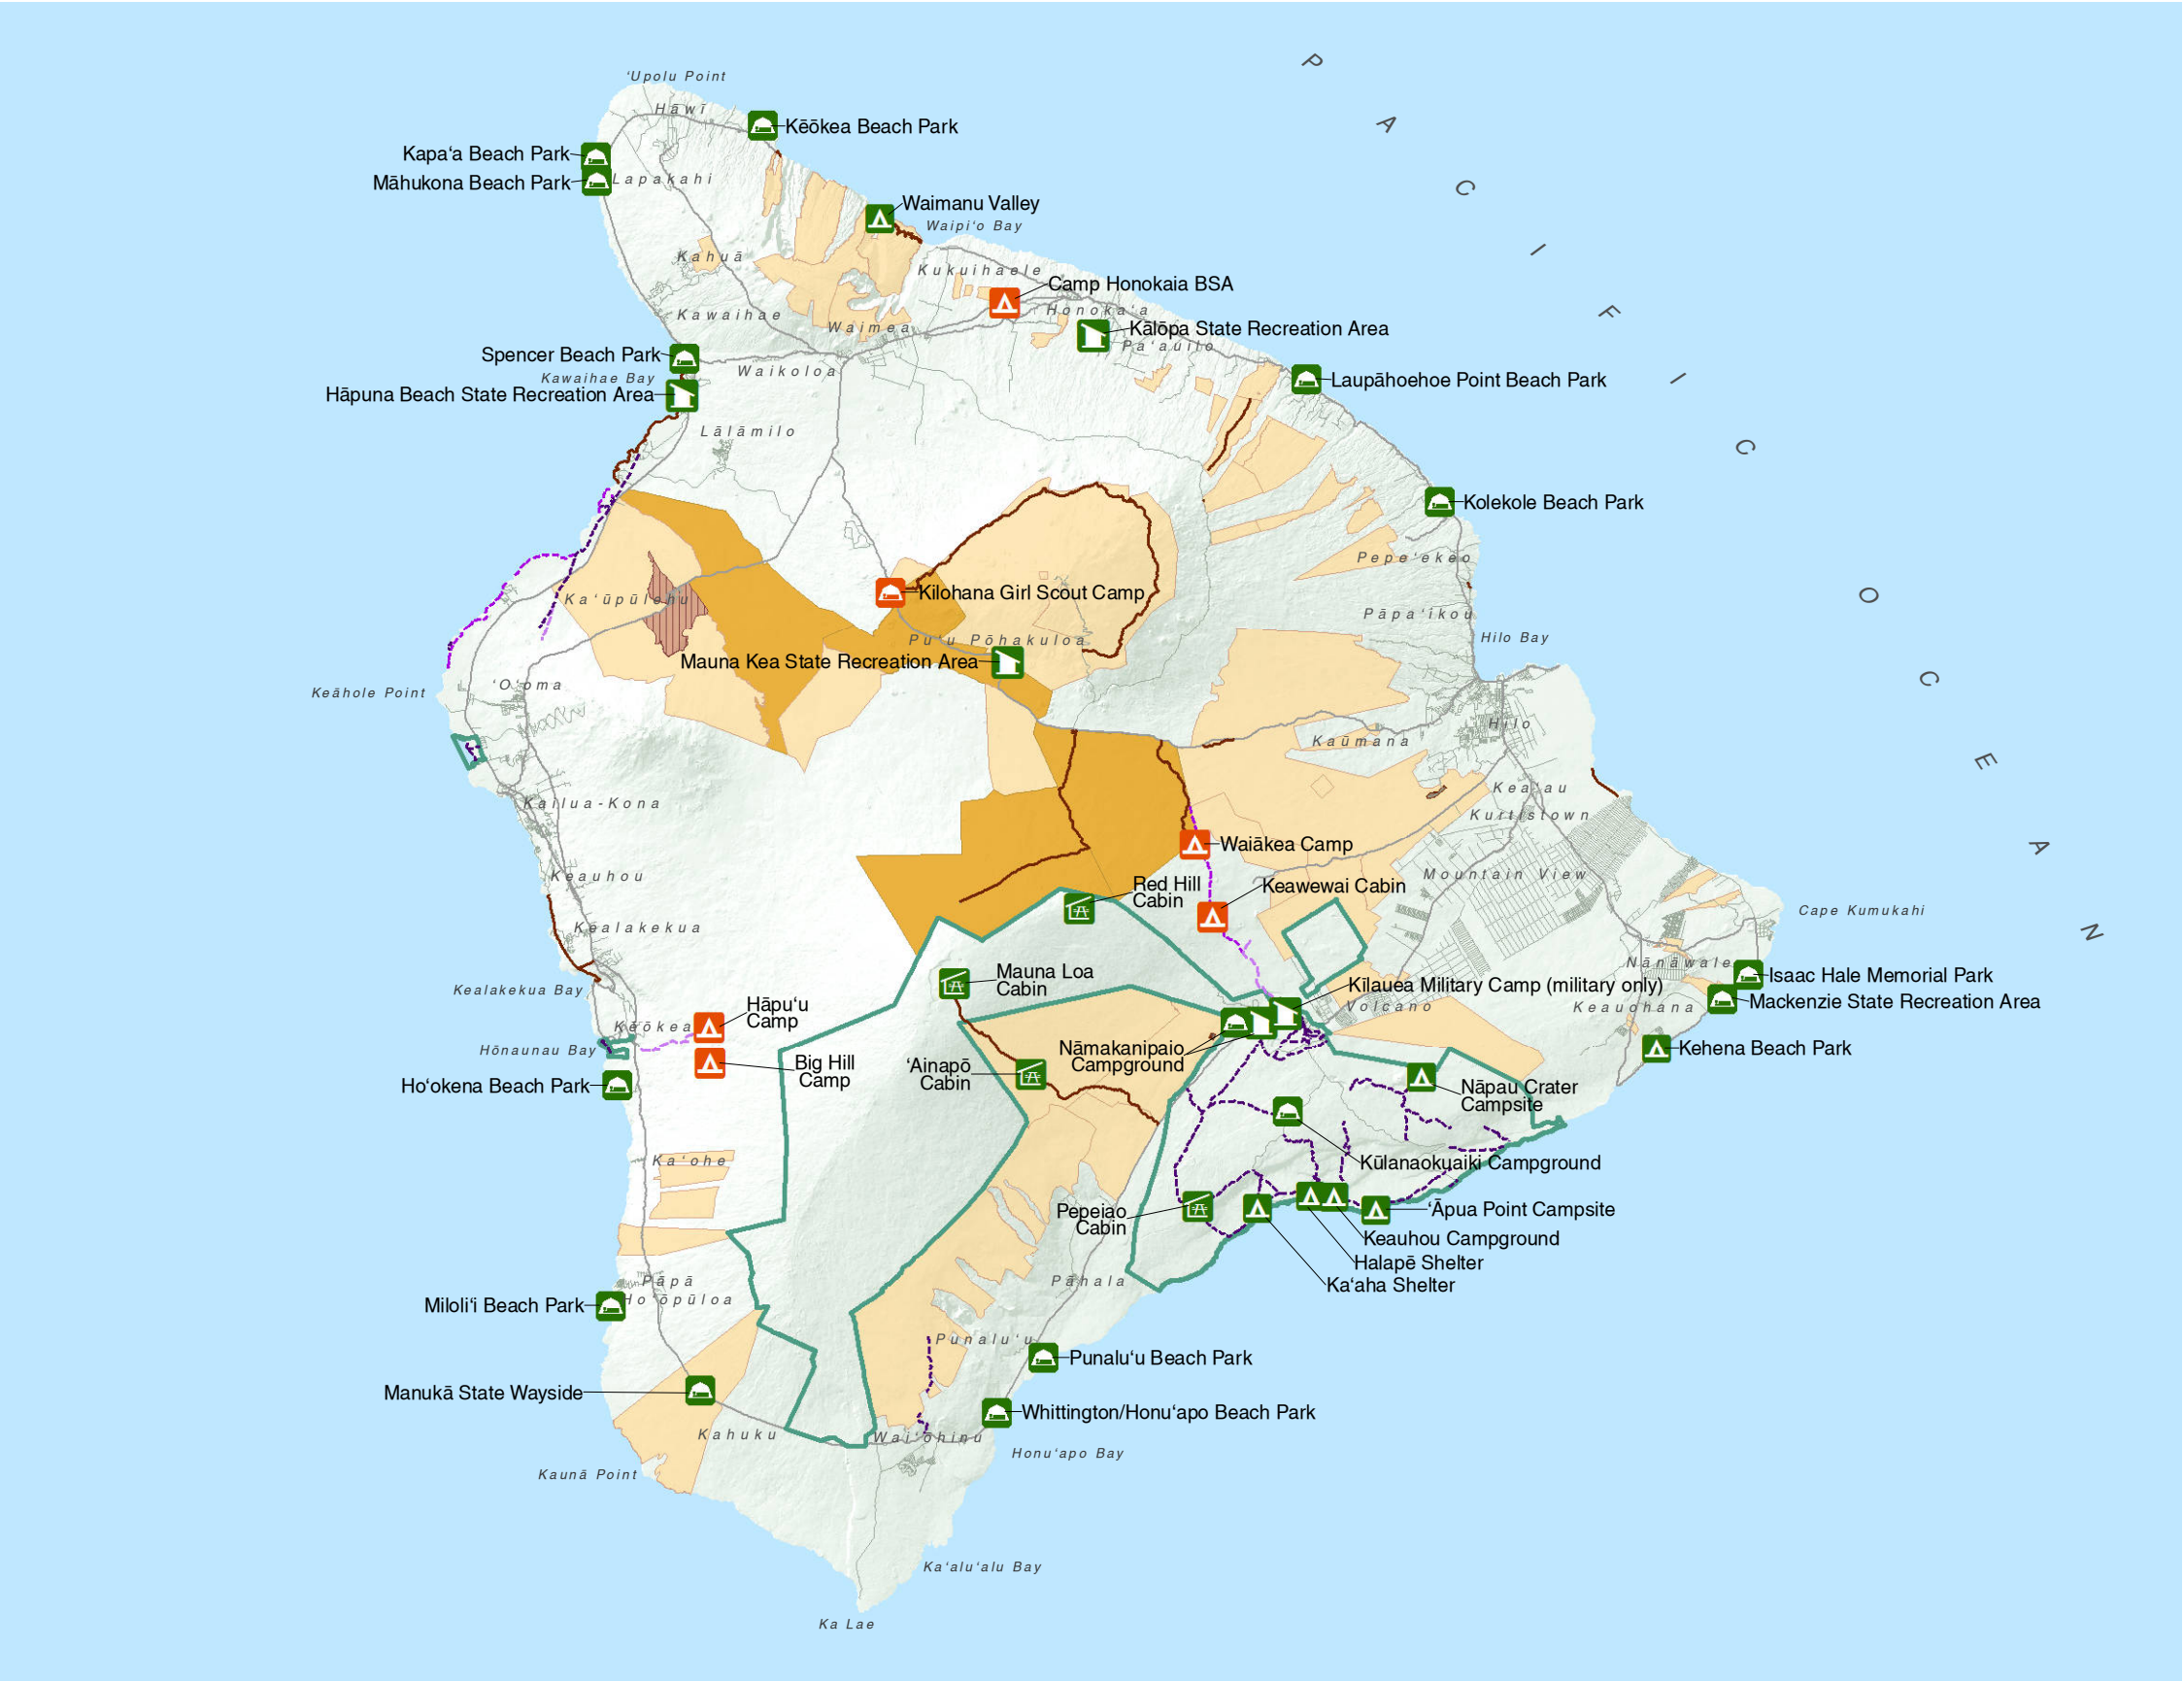 ʻUpolu Point
Hāwī
Kēōkea Beach Park
Kapaʻa Beach Park
Māhukona Beach Park
Lapakahi
Waimanu Valley
Waipiʻo Bay
Kahuā
Kukuihaele
Camp Honokaia BSA
Honokaʻa
Kawaihae
Waimea
Kālōpa State Recreation Area
Paʻauilo
Spencer Beach Park
Kawaihae Bay
Waikoloa
Hāpuna Beach State Recreation Area
Laupāhoehoe Point Beach Park
Lālāmilo
Kolekole Beach Park
Pepeʻekeo
Kaʻūpūlehu
Kilohana Girl Scout Camp
Pāpaʻikou
Puʻu Pōhakuloa
Hilo Bay
Mauna Kea State Recreation Area
ʻOʻoma
Keāhole Point
Hilo
Kaūmana
Keaʻau
Kailua-Kona
Kurtistown
Waiākea Camp
Keauhou
Mountain View
Red Hill
Cabin
Keawewai Cabin
Cape Kumukahi
Kealakekua
Nānāwale
Mauna Loa
Cabin
Isaac Hale Memorial Park
Kealakekua Bay
Kīlauea Military Camp (military only)
Mackenzie State Recreation Area
Volcano
Keauohana
Hāpuʻu
Camp
Kēōkea
Hōnaunau Bay
Nāmakanipaio
Campground
Kehena Beach Park
Big Hill
Camp
ʻAinapō
Cabin
Hoʻokena Beach Park
Nāpau Crater
Campsite
Kaʻohe
Kūlanaokuaiki Campground
Pepeiao
Cabin
ʻĀpua Point Campsite
Keauhou Campground
Halapē Shelter
Kaʻaha Shelter
Pāhala
Pāpā
Hoʻōpūloa
Miloliʻi Beach Park
Punaluʻu
Punaluʻu Beach Park
Manukā State Wayside
Whittington/Honuʻapo Beach Park
Kahuku
Waiʻōhinu
Honuʻapo Bay
Kaunā Point
Kaʻaluʻalu Bay
Ka Lae
PACIFIC OCEAN